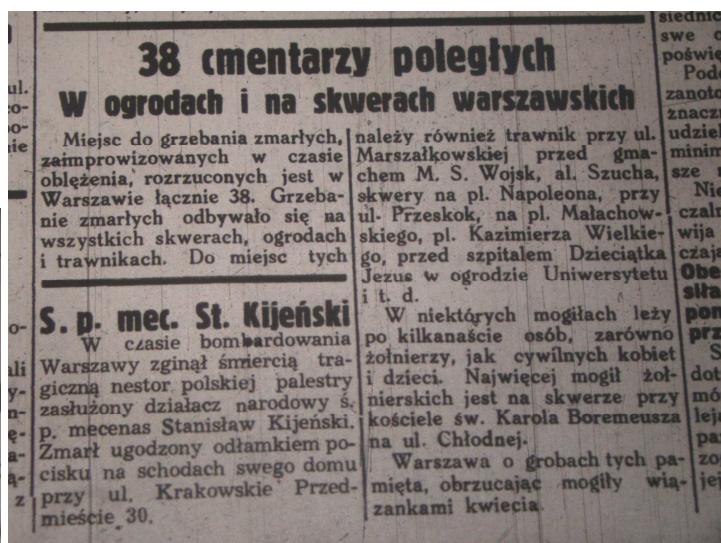 38 cmentarzy poległych
W ogrodach i na skwerach warszawskich
Miejsc do grzebania zmarłych,
zaimprowizowanych w czasie
oblężenia, rozrzuconych jest w
Warszawie łącznie 38. Grzeba-
nie zmarłych odbywało się na
wszystkich skwerach, ogrodach
i trawnikach. Do miejsc tych
należy również trawnik przy ul.
Marszałkowskiej przed gma-
chem M. S. Wojsk, al. Szucha,
skwery na pl. Napoleona, przy
ul. Przeskok, na pl. Małachow-
skiego, pl. Kazimierza Wielkie-
go, przed szpitalem Dzieciątka
Jezus w ogrodzie Uniwersytetu
i t. d.
W niektórych mogiłach leży
po kilkanaście osób, zarówno
żołnierzy, jak cywilnych kobiet
i dzieci. Najwięcej mogił żoł-
nierskich jest na skwerze przy
kościele św. Karola Boremeusza
na ul. Chłodnej.
Warszawa o grobach tych pa-
mięta, obrzucając mogiły wią-
zankami kwiecia.
S. p. mec. St. Kijeński
W czasie bombardowania
Warszawy zginął śmiercią tra-
giczną nestor polskiej palestry
zasłużony działacz narodowy ś.
p. mecenas Stanisław Kijeński.
Zmarł ugodzony odłamkiem po-
cisku na schodach swego domu
przy ul. Krakowskie Przed-
mieście 30.